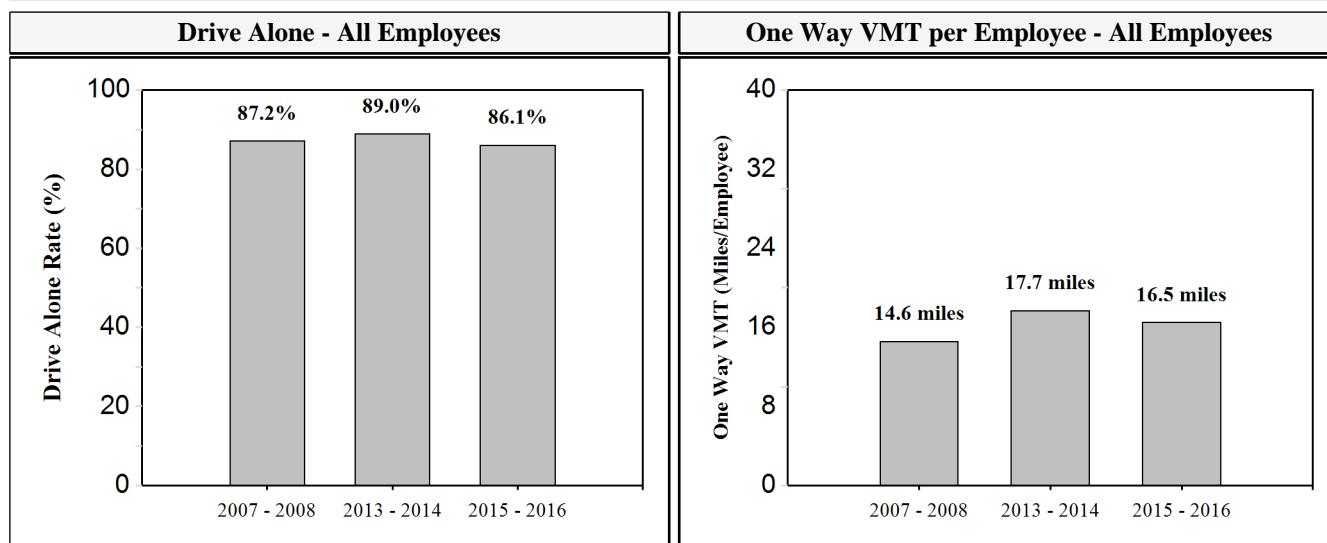 Drive Alone - All Employees
100
80
60
40
20
0
Drive Alone Rate (%)
87.2%
89.0%
86.1%
2007 - 2008
2013 - 2014
2015 - 2016
One Way VMT per Employee - All Employees
40
32
24
16
8
0
One Way VMT (Miles/Employee)
14.6 miles
17.7 miles
16.5 miles
2007 - 2008
2013 - 2014
2015 - 2016